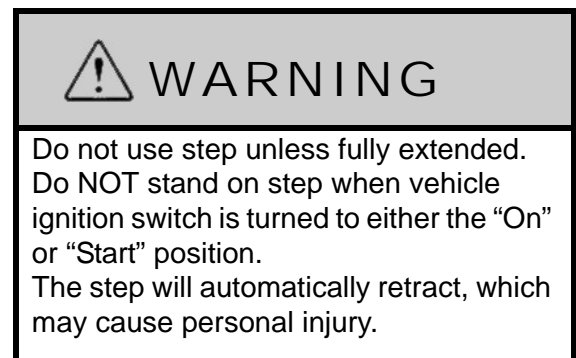 WARNING
Do not use step unless fully extended.
Do NOT stand on step when vehicle
ignition switch is turned to either the “On”
or “Start” position.
The step will automatically retract, which
may cause personal injury.